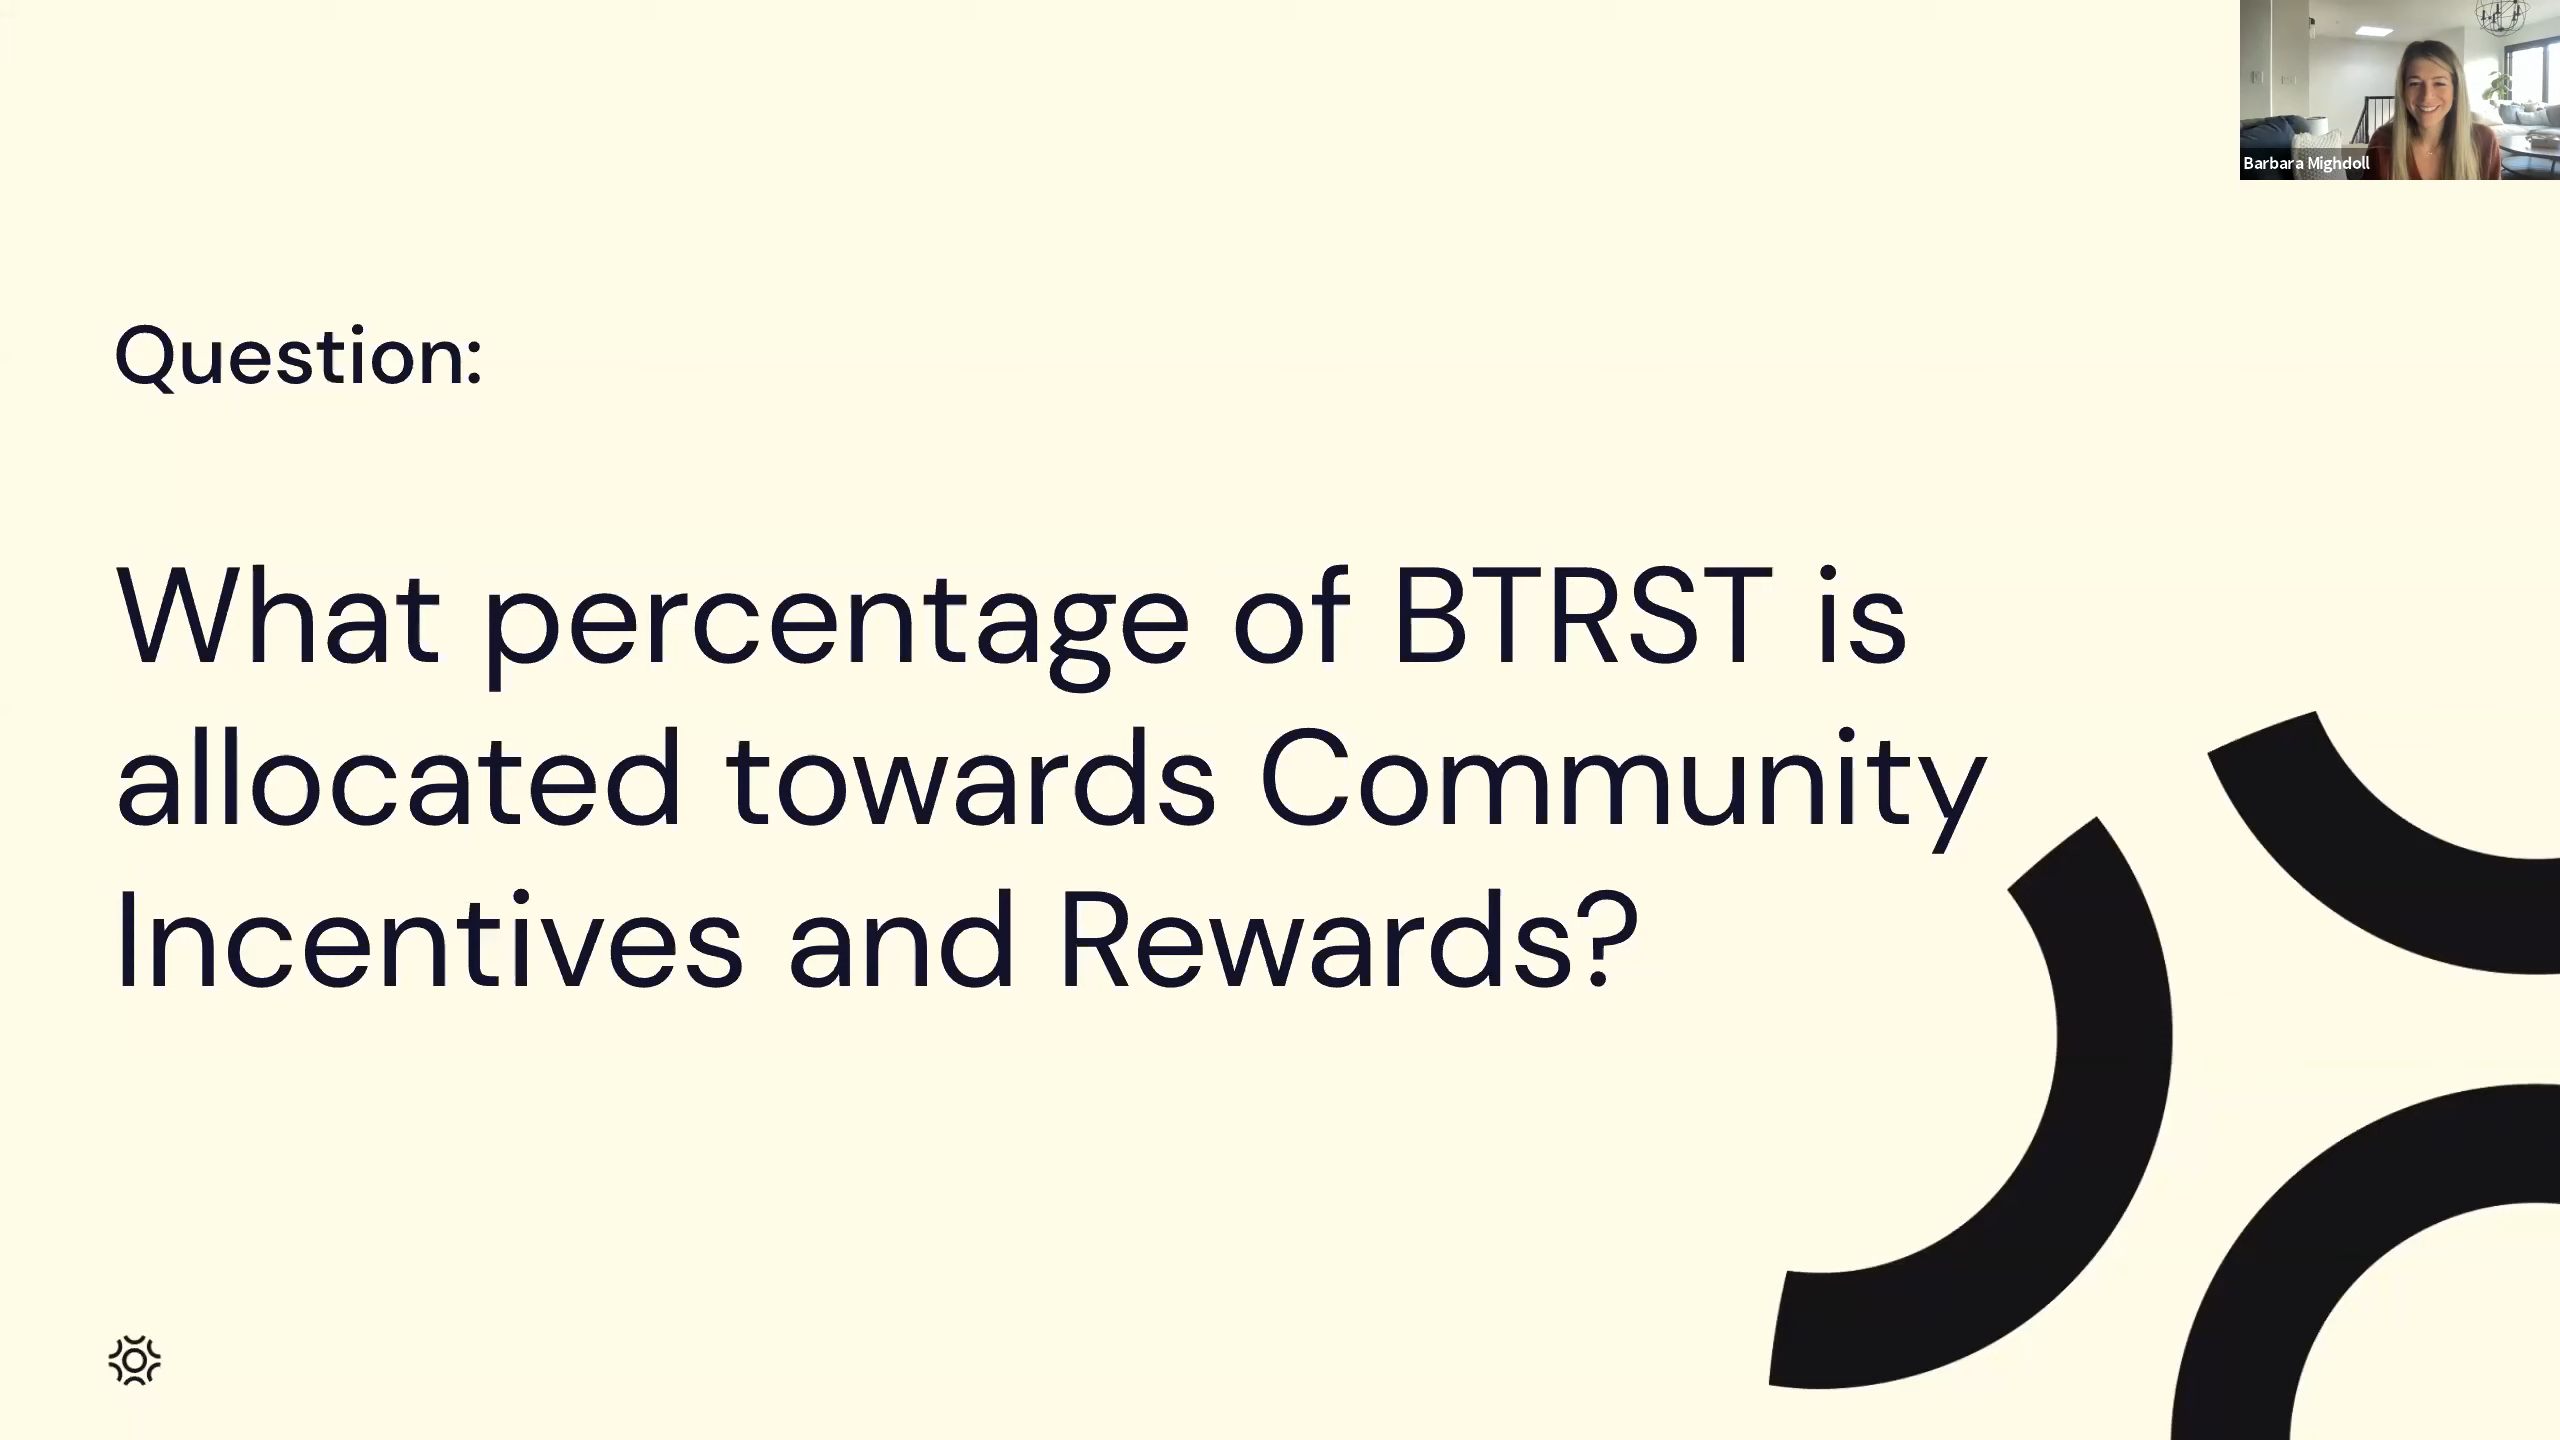 Barbara Mighdoll
Question:
What percentage of BTRST is
allocated towards Community
Incentives and Rewards?